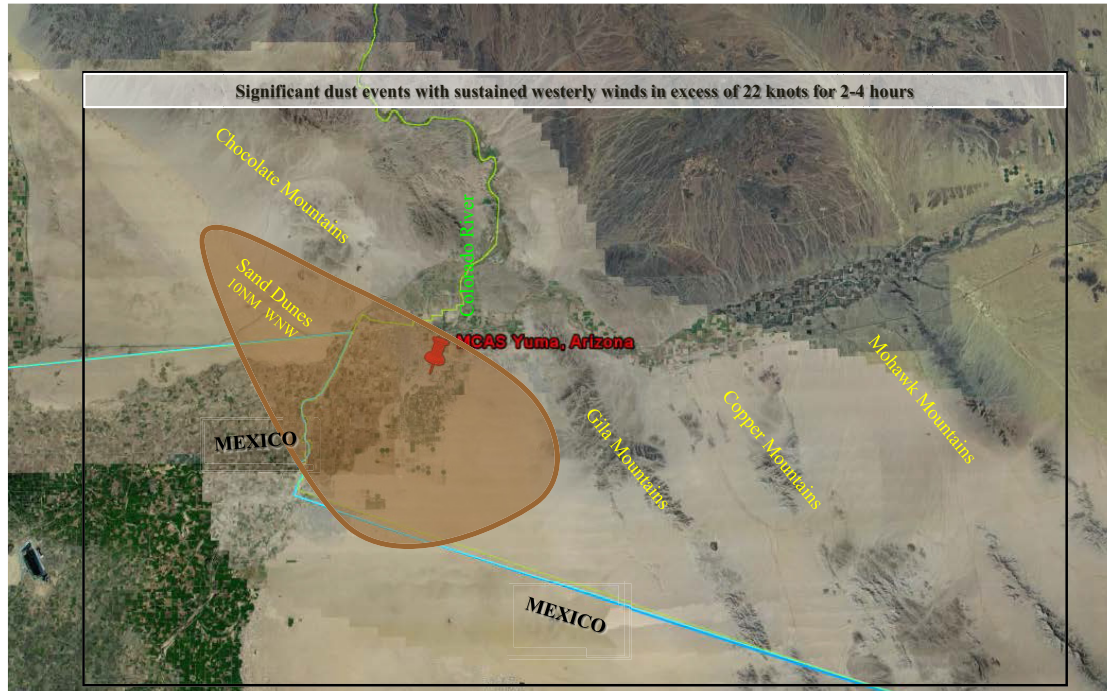 Significant dust events with sustained westerly winds in excess of 22 knots for 2-4 hours
Chocolate Mountains
Colorado River
Sand Dunes
10NM WNW
MCAS Yuma, Arizona
Mohawk Mountains
Copper Mountains
Gila Mountains
MEXICO
MEXICO